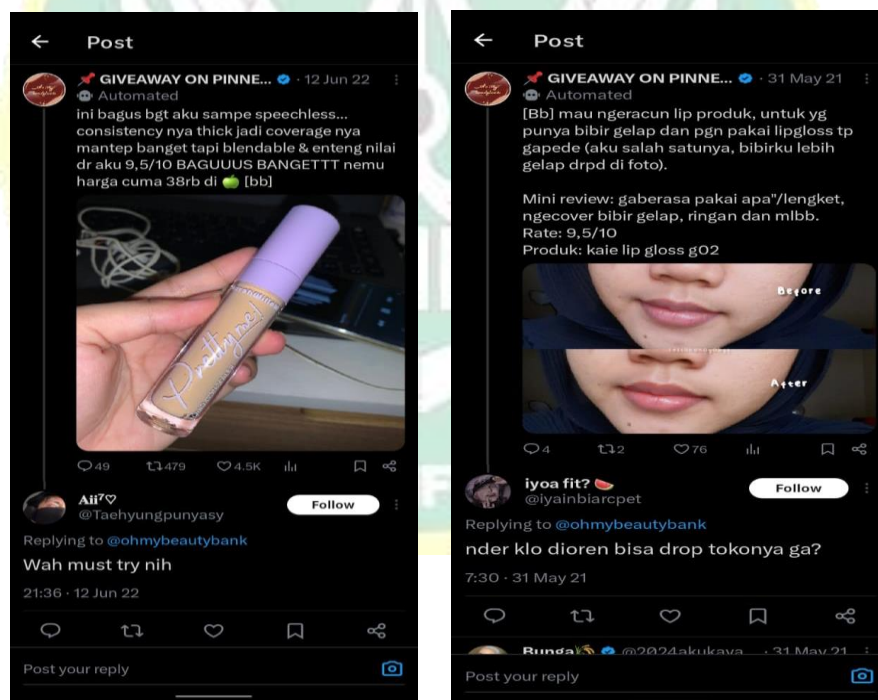 Post
📌 GIVEAWAY ON PINNE... · 12 Jun 22
Automated
ini bagus bgt aku sampe speechless...
consistency nya thick jadi coverage nya
mantep banget tapi blendable & enteng nilai
dr aku 9,5/10 BAGUUUS BANGETTT nemu
harga cuma 38rb di 🍏 [bb]
Pretty me!
49 479 4.5K
Aii⁷♡
@Taehyungpunyasy
Follow
Replying to @ohmybeautybank
Wah must try nih
21:36 · 12 Jun 22
Post your reply
Post
📌 GIVEAWAY ON PINNE... · 31 May 21
Automated
[Bb] mau ngeracun lip produk, untuk yg
punya bibir gelap dan pgn pakai lipgloss tp
gapede (aku salah satunya, bibirku lebih
gelap drpd di foto).
Mini review: gaberasa pakai apa"/lengket,
ngecover bibir gelap, ringan dan mlbb.
Rate: 9,5/10
Produk: kaie lip gloss g02
Before
After
4 2 76
iyoa fit? 🍉
@iyainbiarcpet
Follow
Replying to @ohmybeautybank
nder klo dioren bisa drop tokonya ga?
7:30 · 31 May 21
Bunga @2024akukaya · 31 May 21
Post your reply